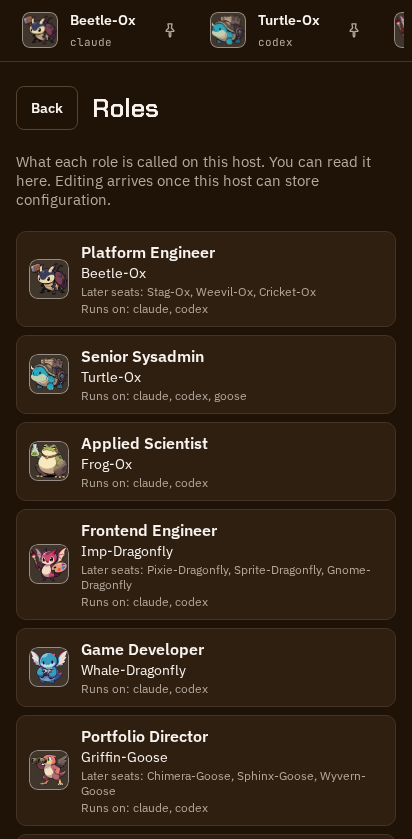 Beetle-Ox
claude
Turtle-Ox
codex
Back
Roles
What each role is called on this host. You can read it
here. Editing arrives once this host can store
configuration.
Platform Engineer
Beetle-Ox
Later seats: Stag-Ox, Weevil-Ox, Cricket-Ox
Runs on: claude, codex
Senior Sysadmin
Turtle-Ox
Runs on: claude, codex, goose
Applied Scientist
Frog-Ox
Runs on: claude, codex
Frontend Engineer
Imp-Dragonfly
Later seats: Pixie-Dragonfly, Sprite-Dragonfly, Gnome-
Dragonfly
Runs on: claude, codex
Game Developer
Whale-Dragonfly
Runs on: claude, codex
Portfolio Director
Griffin-Goose
Later seats: Chimera-Goose, Sphinx-Goose, Wyvern-
Goose
Runs on: claude, codex